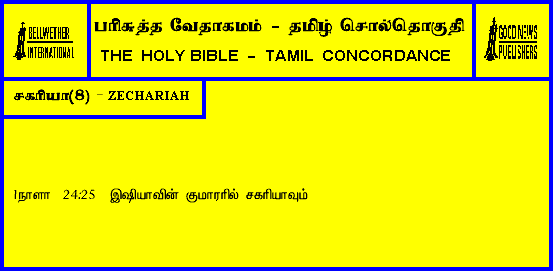 BELLWETHER
INTERNATIONAL
பரிசுத்த வேதாகமம் - தமிழ் சொல்தொகுதி
THE HOLY BIBLE - TAMIL CONCORDANCE
GOOD NEWS
PUBLISHERS
சகரியா(8) - ZECHARIAH
1நாளா 24:25 இஷியாவின் குமாரரில் சகரியாவும்